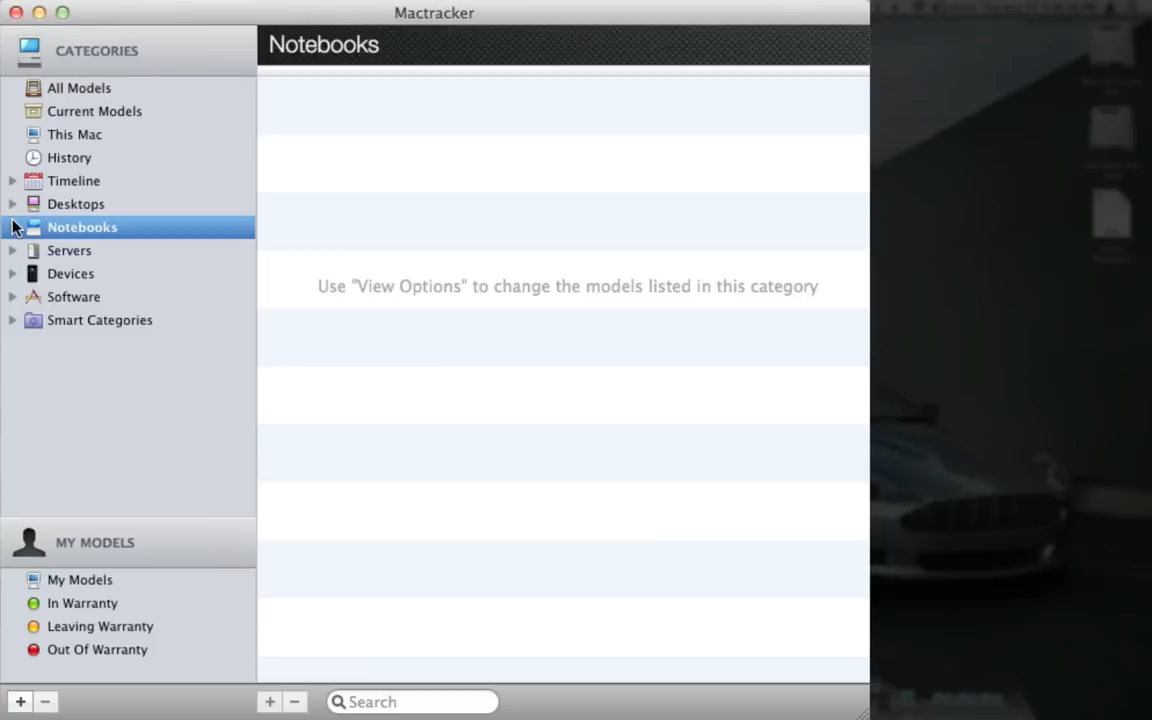 Mactracker
CATEGORIES
Notebooks
All Models
Current Models
This Mac
History
Timeline
Desktops
Notebooks
Servers
Devices
Software
Smart Categories
Use "View Options" to change the models listed in this category
MY MODELS
My Models
In Warranty
Leaving Warranty
Out Of Warranty
Search